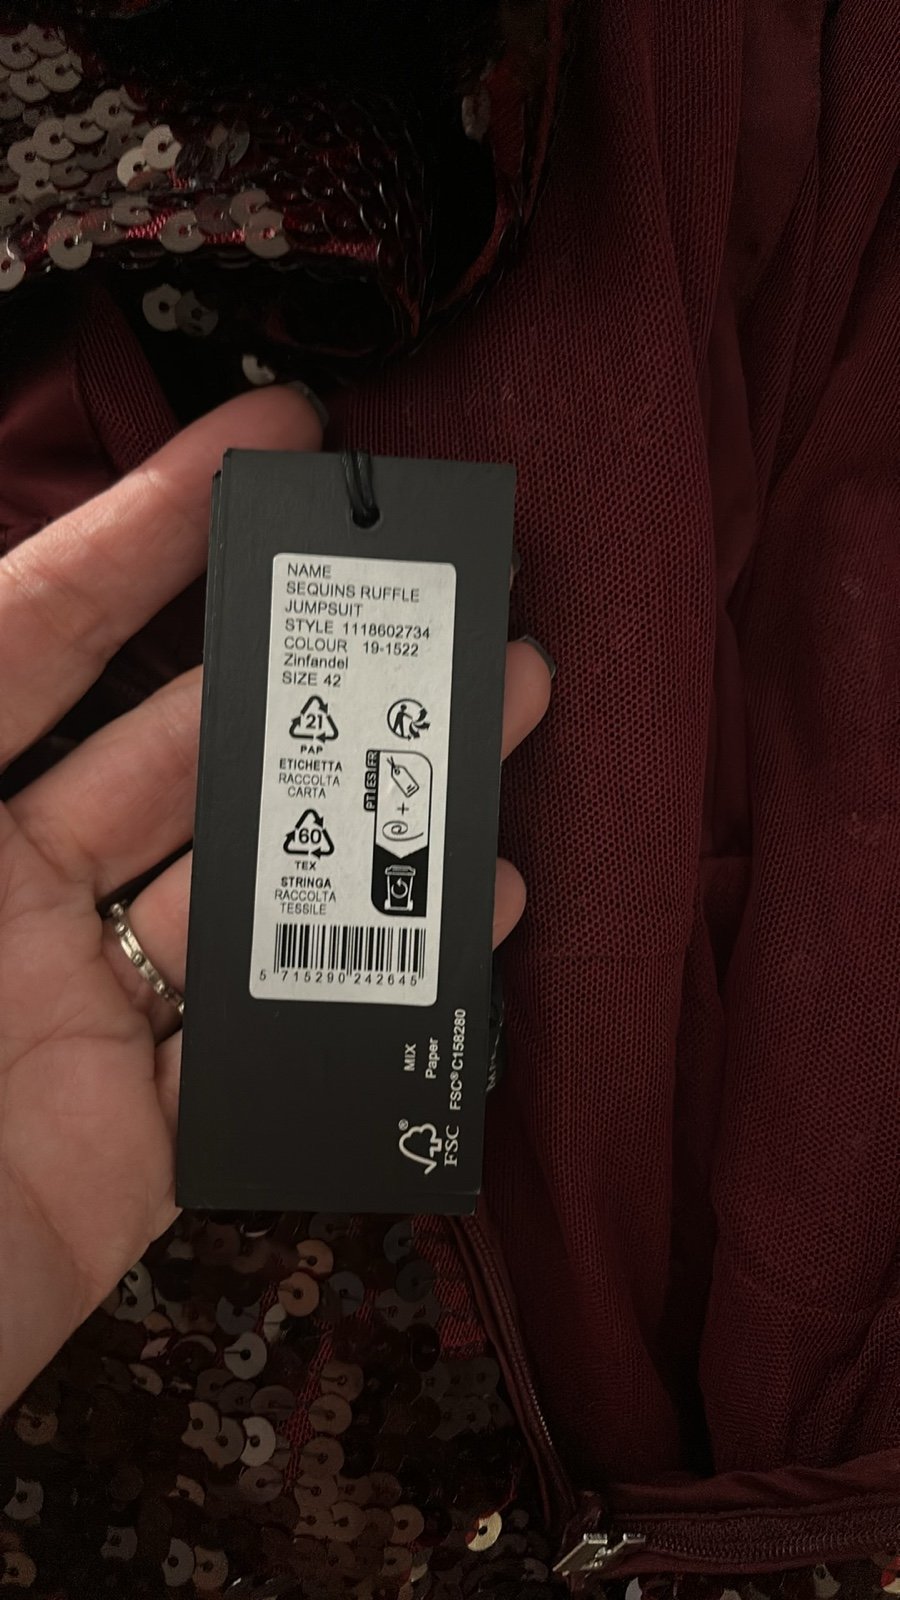 NAME
SEQUINS RUFFLE
JUMPSUIT
STYLE 1118602734
COLOUR 19-1522
Zinfandel
SIZE 42
21
PAP
ETICHETTA
RACCOLTA
CARTA
PT ES FR
60
TEX
STRINGA
RACCOLTA
TESSILE
5 715290 242645
MIX
Paper
FSC® C158280
®
FSC